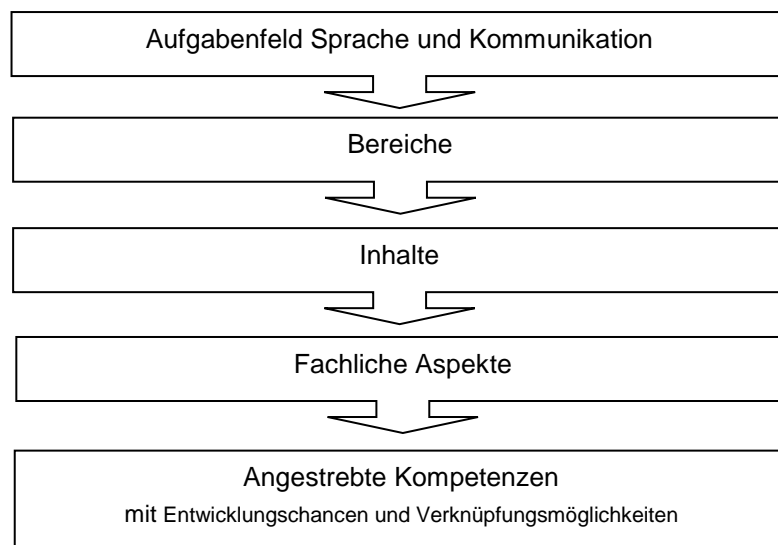 Aufgabenfeld Sprache und Kommunikation
Bereiche
Inhalte
Fachliche Aspekte
Angestrebte Kompetenzen
mit Entwicklungschancen und Verknüpfungsmöglichkeiten